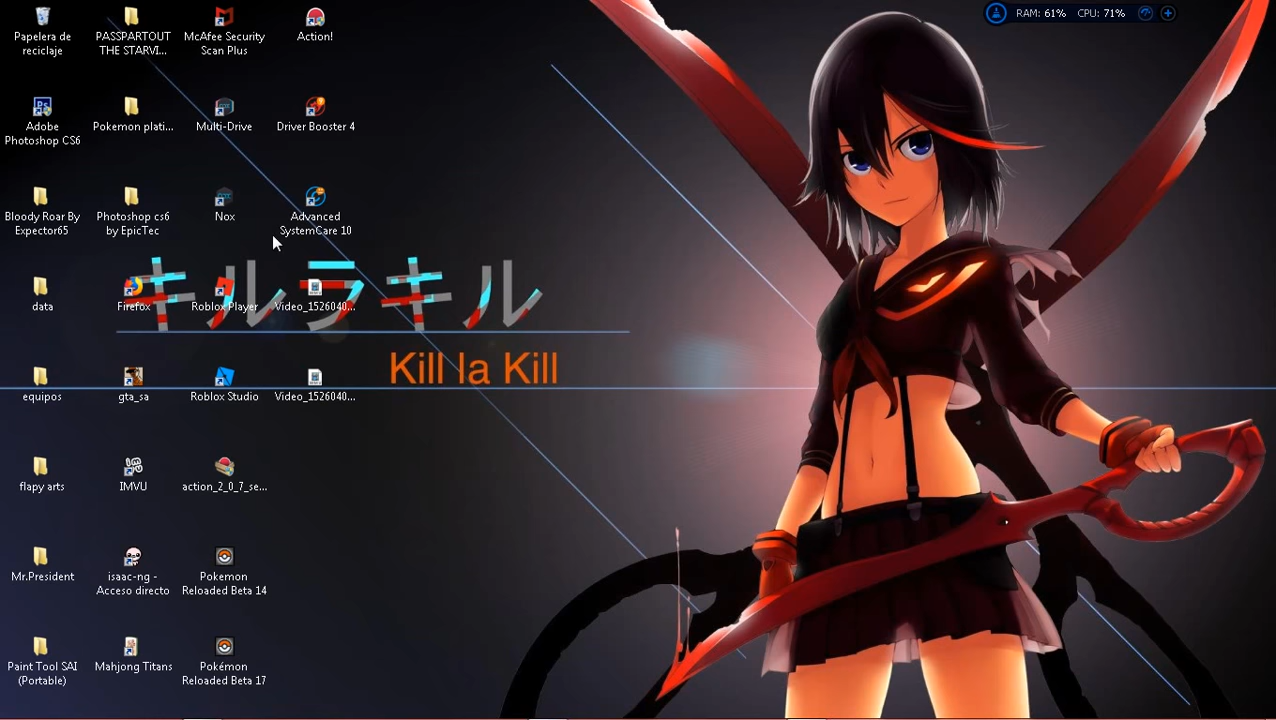 Papelera de
reciclaje
PASSPARTOUT
THE STARVI...
McAfee Security
Scan Plus
Action!
RAM: 61% CPU: 71%
Adobe
Photoshop CS6
Pokemon plati...
Multi-Drive
Driver Booster 4
Bloody Roar By
Expector65
Photoshop cs6
by EpicTec
Nox
Advanced
SystemCare 10
キルラキル
data
Firefox
Roblox Player
Video_1526040...
Kill la Kill
equipos
gta_sa
Roblox Studio
Video_1526040...
flapy arts
IMVU
action_2_0_7_se...
Mr.President
isaac-ng -
Acceso directo
Pokemon
Reloaded Beta 14
Paint Tool SAI
(Portable)
Mahjong Titans
Pokémon
Reloaded Beta 17